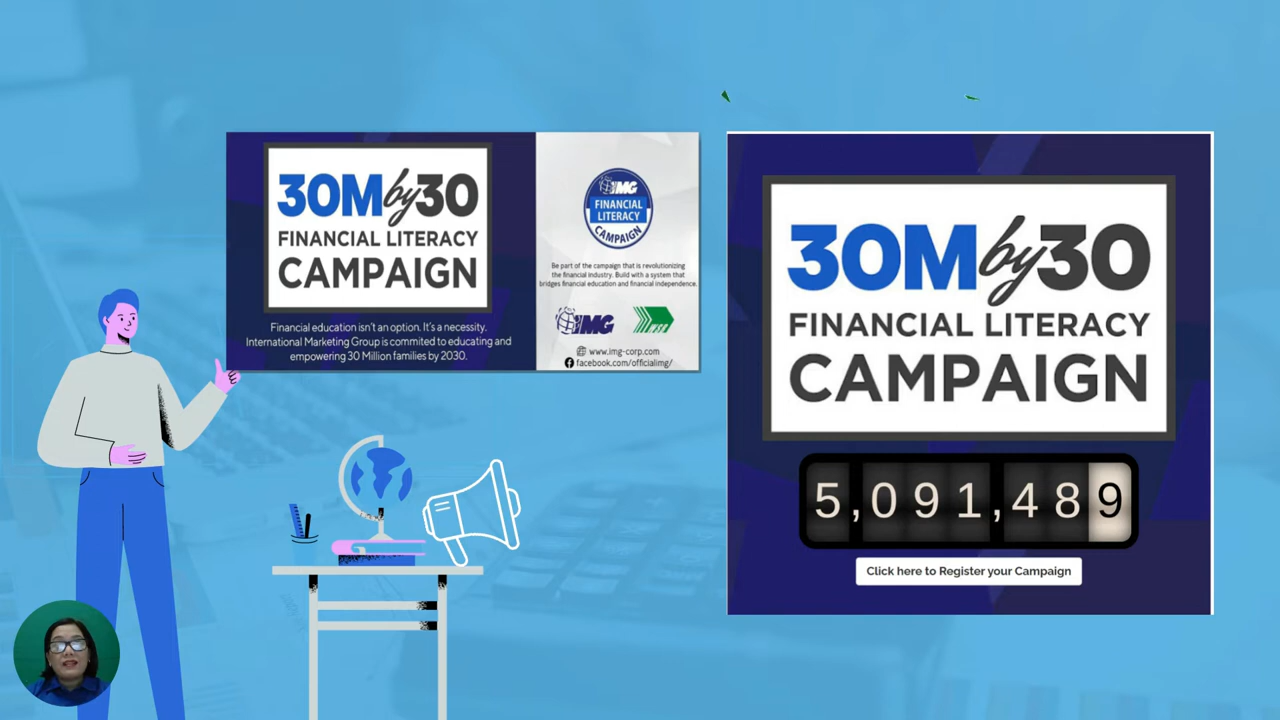 30M by 30
FINANCIAL LITERACY
CAMPAIGN
Financial education isn't an option. It's a necessity.
International Marketing Group is commited to educating and
empowering 30 Million families by 2030.
IMG
FINANCIAL
LITERACY
CAMPAIGN
Be part of the campaign that is revolutionizing
the financial industry. Build with a system that
bridges financial education and financial independence.
IMG
WSB
www.img-corp.com
facebook.com/officialimg/
30M by 30
FINANCIAL LITERACY
CAMPAIGN
5,091,489
Click here to Register your Campaign